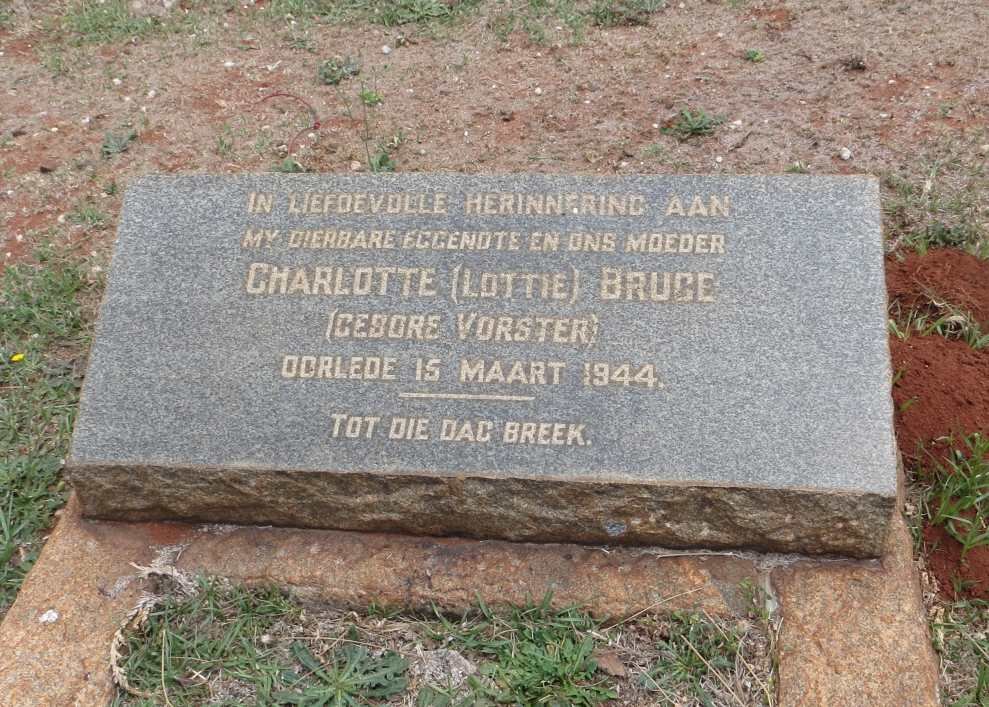 IN LIEFDEVOLLE HERINNERING AAN
MY DIERBARE EGGENOTE EN ONS MOEDER
CHARLOTTE (LOTTIE) BRUCE
(GEBORE VORSTER)
OORLEDE 15 MAART 1944.
TOT DIE DAG BREEK.